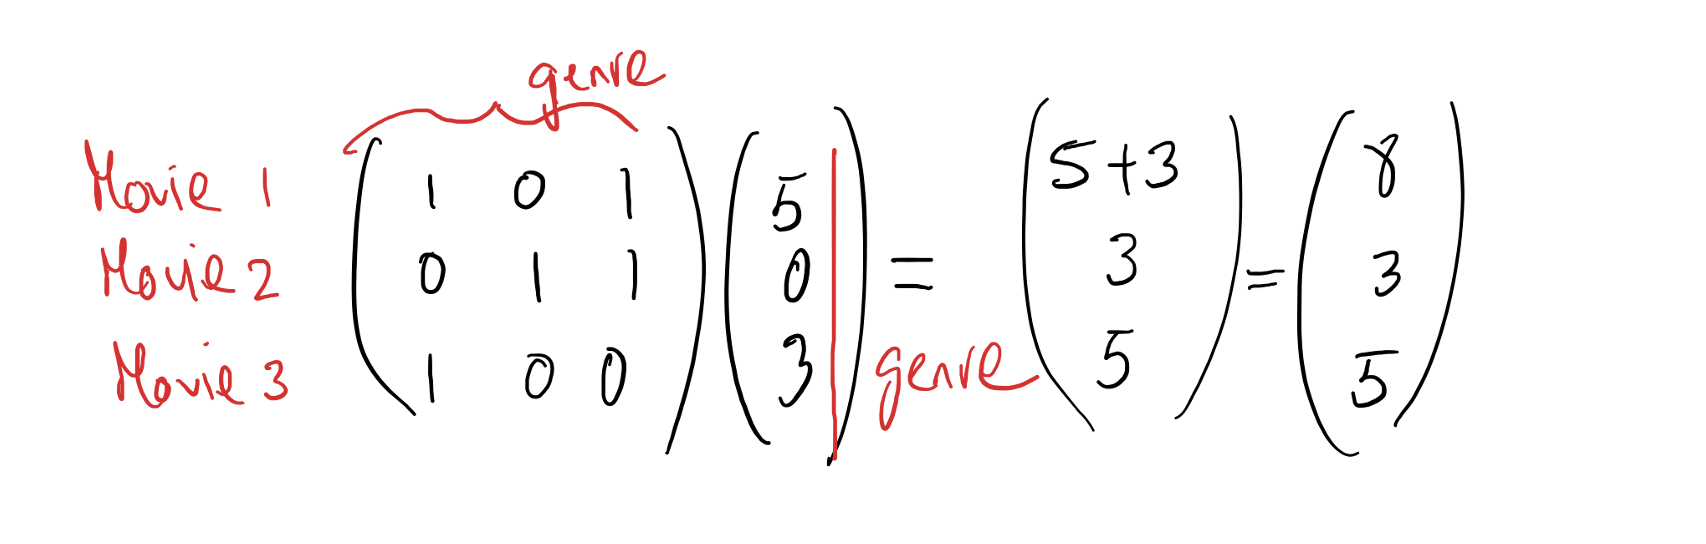 genre
Movie 1 ( 1 0 1 ) ( 5 ) ( 5+3 ) ( 8 )
Movie 2 ( 0 1 1 ) ( 0 ) = ( 3 ) = ( 3 )
Movie 3 ( 1 0 0 ) ( 3 ) genre ( 5 ) ( 5 )